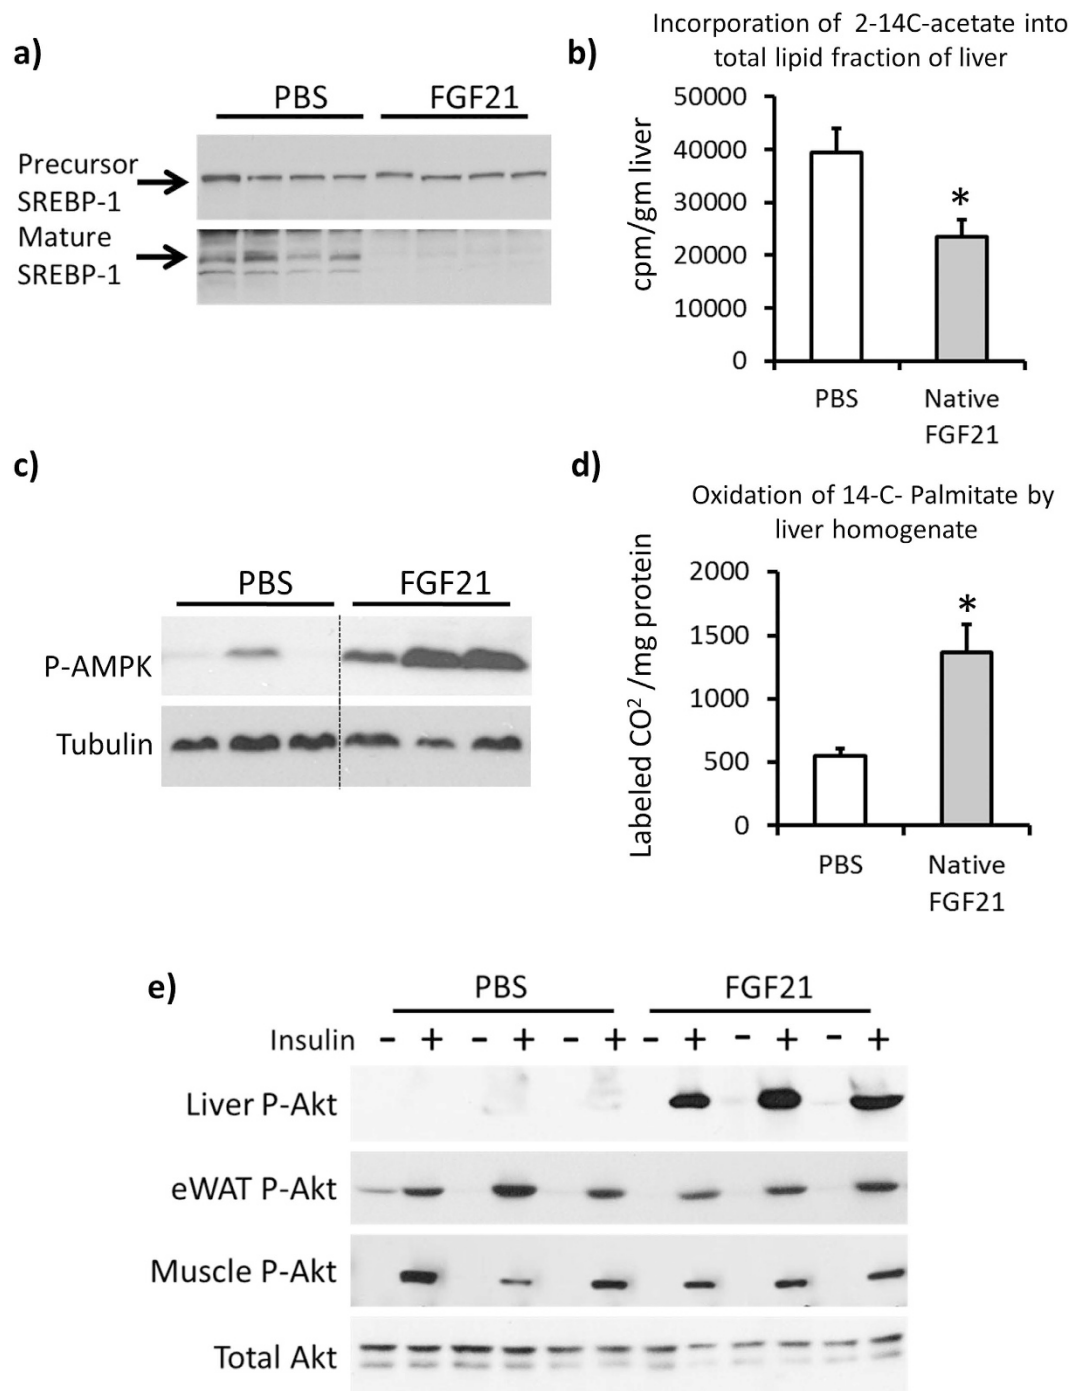 a)
PBS FGF21
Precursor
SREBP-1
Mature
SREBP-1
b)
Incorporation of 2-14C-acetate into
total lipid fraction of liver
cpm/gm liver
50000
40000
30000
20000
10000
0
*
PBS Native
FGF21
c)
PBS FGF21
P-AMPK
Tubulin
d)
Oxidation of 14-C- Palmitate by
liver homogenate
Labeled CO² /mg protein
2000
1500
1000
500
0
*
PBS Native
FGF21
e)
PBS FGF21
Insulin - + - + - + - + - + - +
Liver P-Akt
eWAT P-Akt
Muscle P-Akt
Total Akt